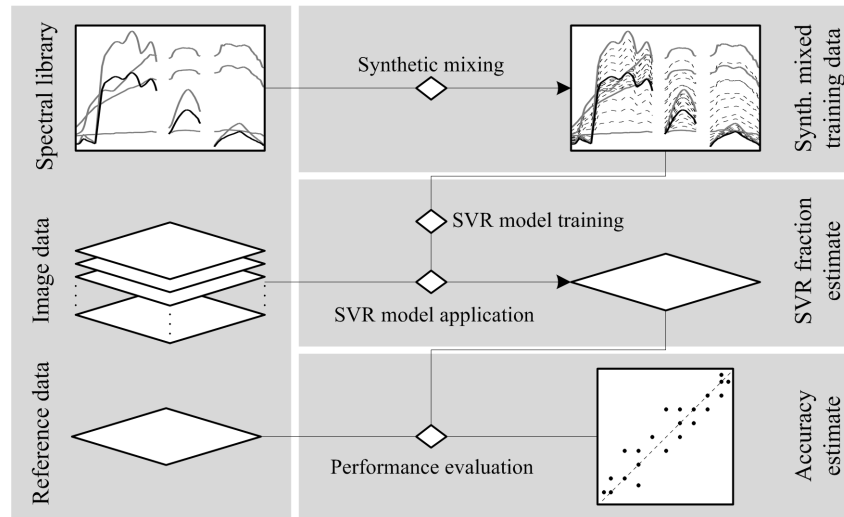 Spectral library
Synthetic mixing
Synth. mixed
training data
Image data
SVR model training
SVR model application
SVR fraction
estimate
Reference data
Performance evaluation
Accuracy
estimate